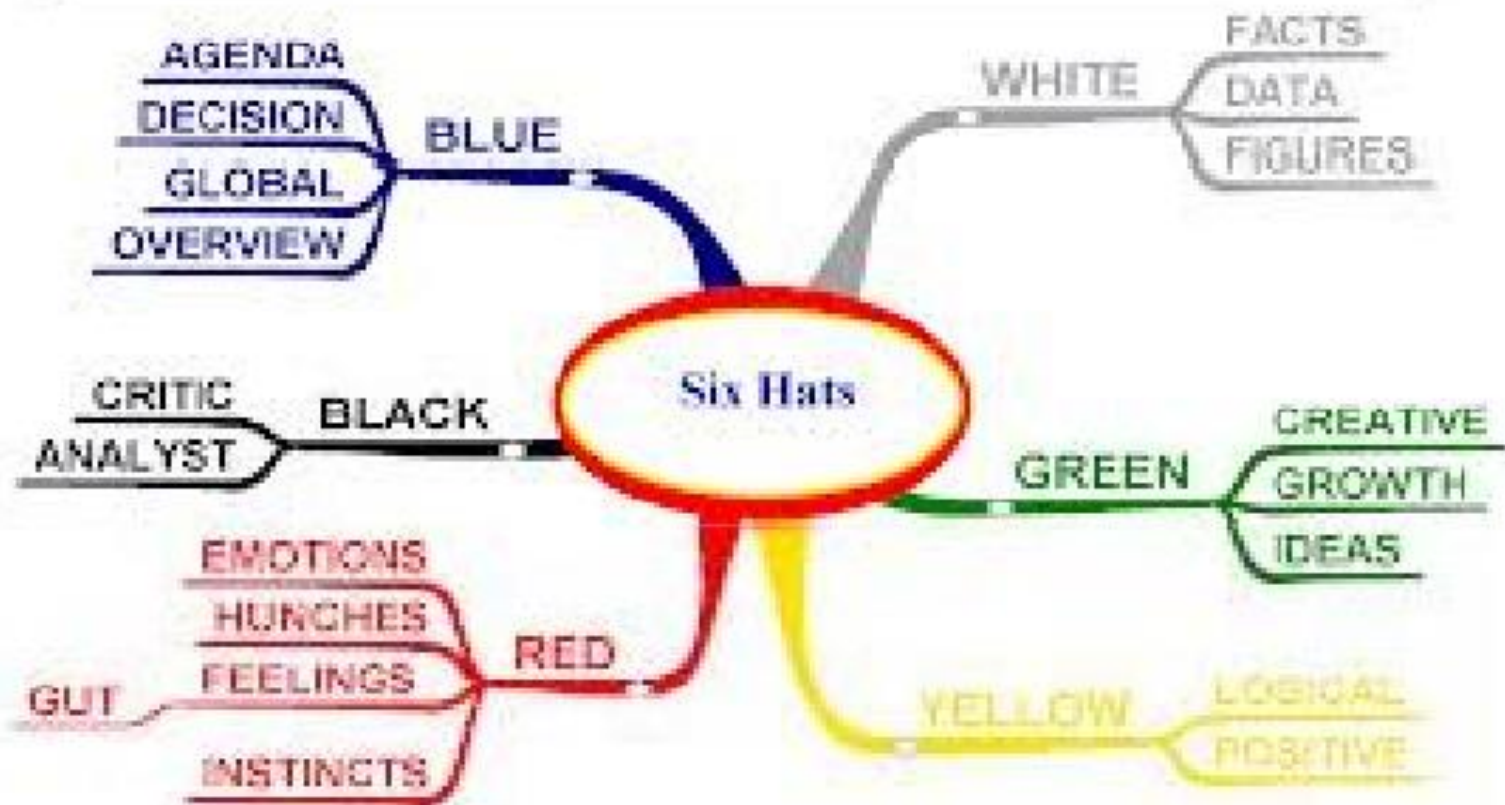 Six Hats
BLUE
AGENDA
DECISION
GLOBAL
OVERVIEW
WHITE
FACTS
DATA
FIGURES
BLACK
CRITIC
ANALYST
GREEN
CREATIVE
GROWTH
IDEAS
RED
EMOTIONS
HUNCHES
FEELINGS
GUT
INSTINCTS
YELLOW
LOGICAL
POSITIVE